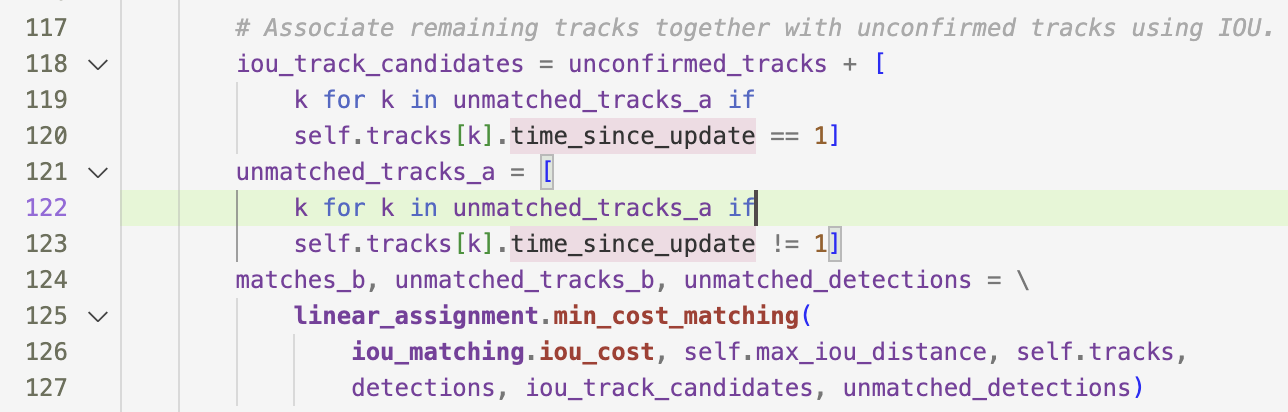 117 # Associate remaining tracks together with unconfirmed tracks using IOU.
118 iou_track_candidates = unconfirmed_tracks + [
119 k for k in unmatched_tracks_a if
120 self.tracks[k].time_since_update == 1]
121 unmatched_tracks_a = [
122 k for k in unmatched_tracks_a if
123 self.tracks[k].time_since_update != 1]
124 matches_b, unmatched_tracks_b, unmatched_detections = \
125 linear_assignment.min_cost_matching(
126 iou_matching.iou_cost, self.max_iou_distance, self.tracks,
127 detections, iou_track_candidates, unmatched_detections)